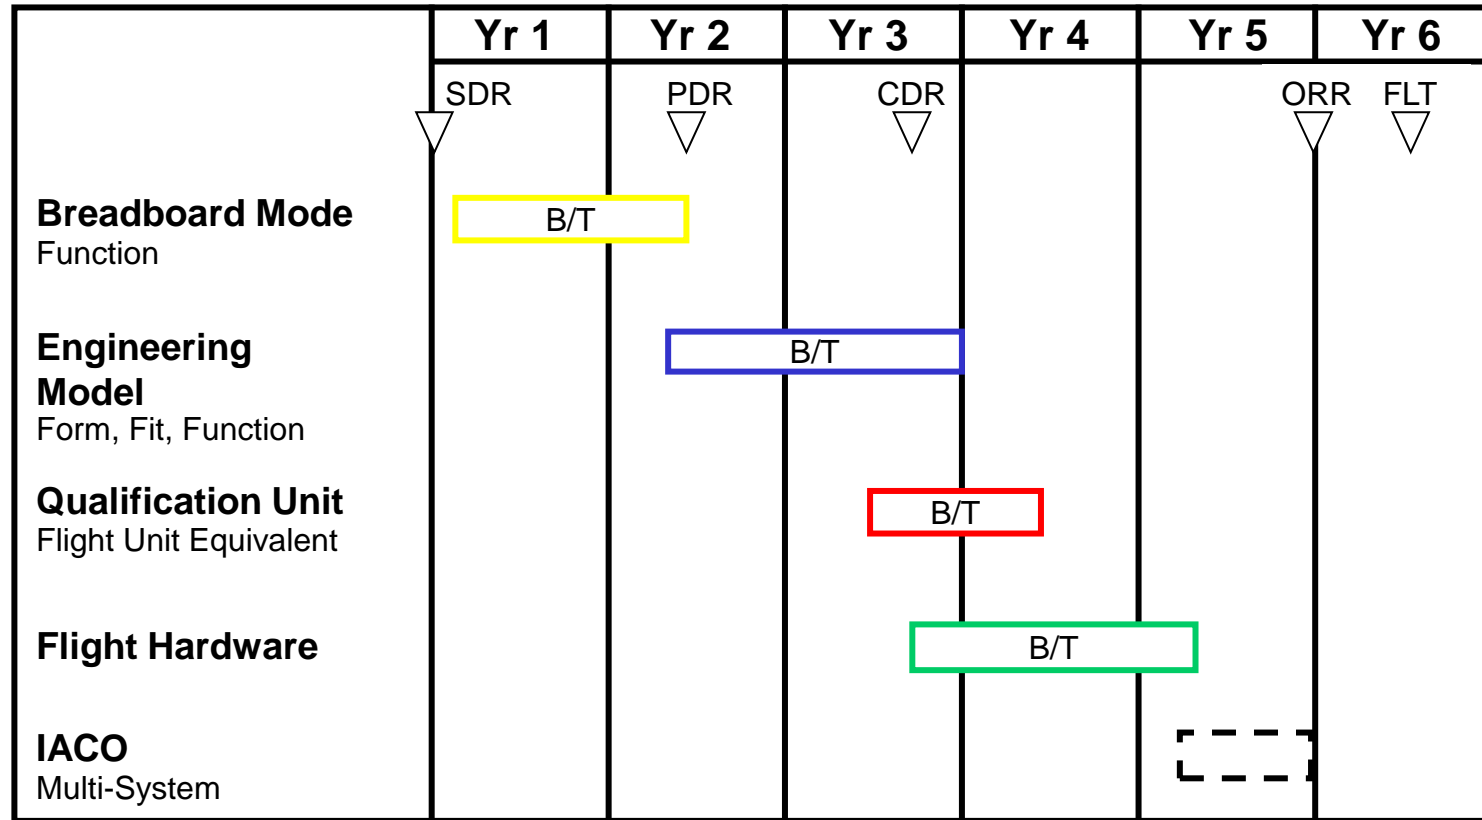 Yr 1 Yr 2 Yr 3 Yr 4 Yr 5 Yr 6
SDR PDR CDR ORR FLT
Breadboard Mode
Function
B/T
Engineering
Model
Form, Fit, Function
B/T
Qualification Unit
Flight Unit Equivalent
B/T
Flight Hardware
B/T
IACO
Multi-System